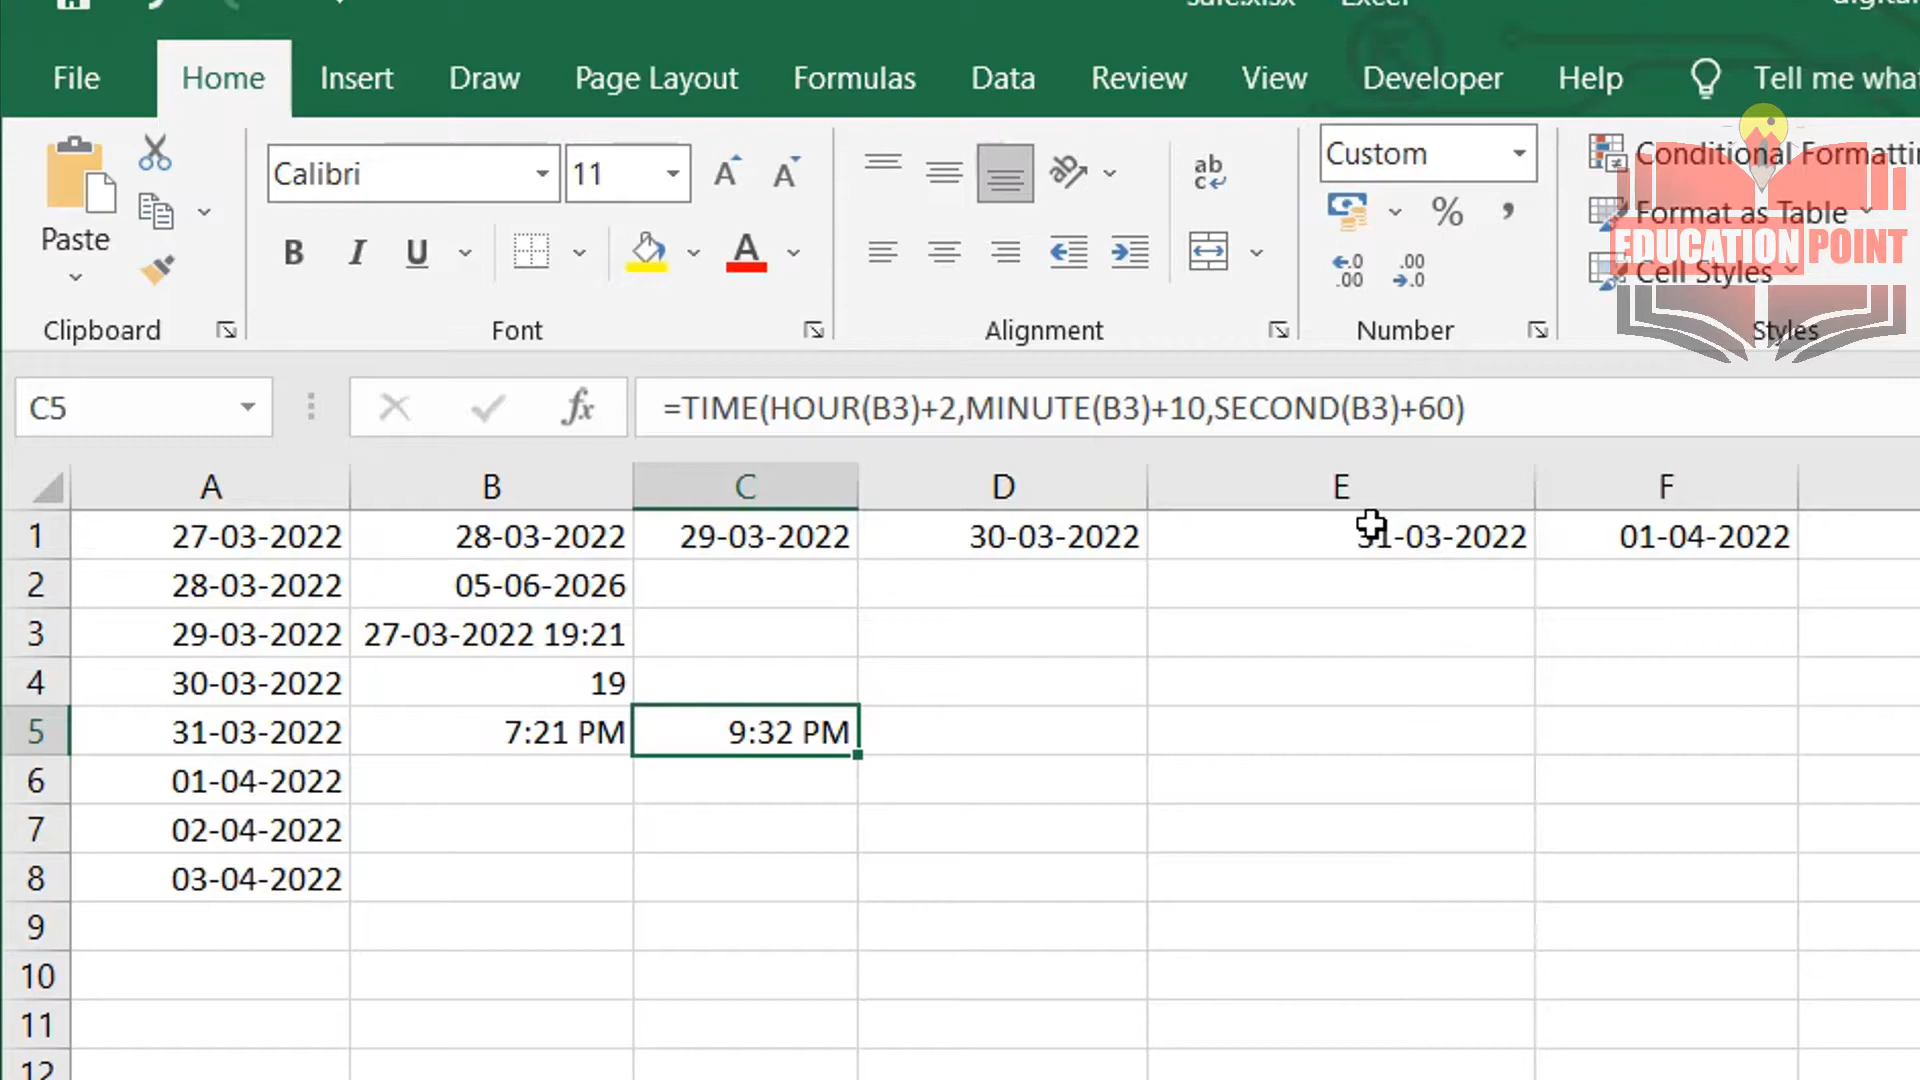 File Home Insert Draw Page Layout Formulas Data Review View Developer Help Tell me what
Calibri 11 Custom Conditional Formatti
Paste Format as Table
B I U A Cell Styles
Clipboard Font Alignment Number Styles
EDUCATION POINT
C5 fx =TIME(HOUR(B3)+2,MINUTE(B3)+10,SECOND(B3)+60)
A B C D E F
1 27-03-2022 28-03-2022 29-03-2022 30-03-2022 31-03-2022 01-04-2022
2 28-03-2022 05-06-2026
3 29-03-2022 27-03-2022 19:21
4 30-03-2022 19
5 31-03-2022 7:21 PM 9:32 PM
6 01-04-2022
7 02-04-2022
8 03-04-2022
9
10
11
12